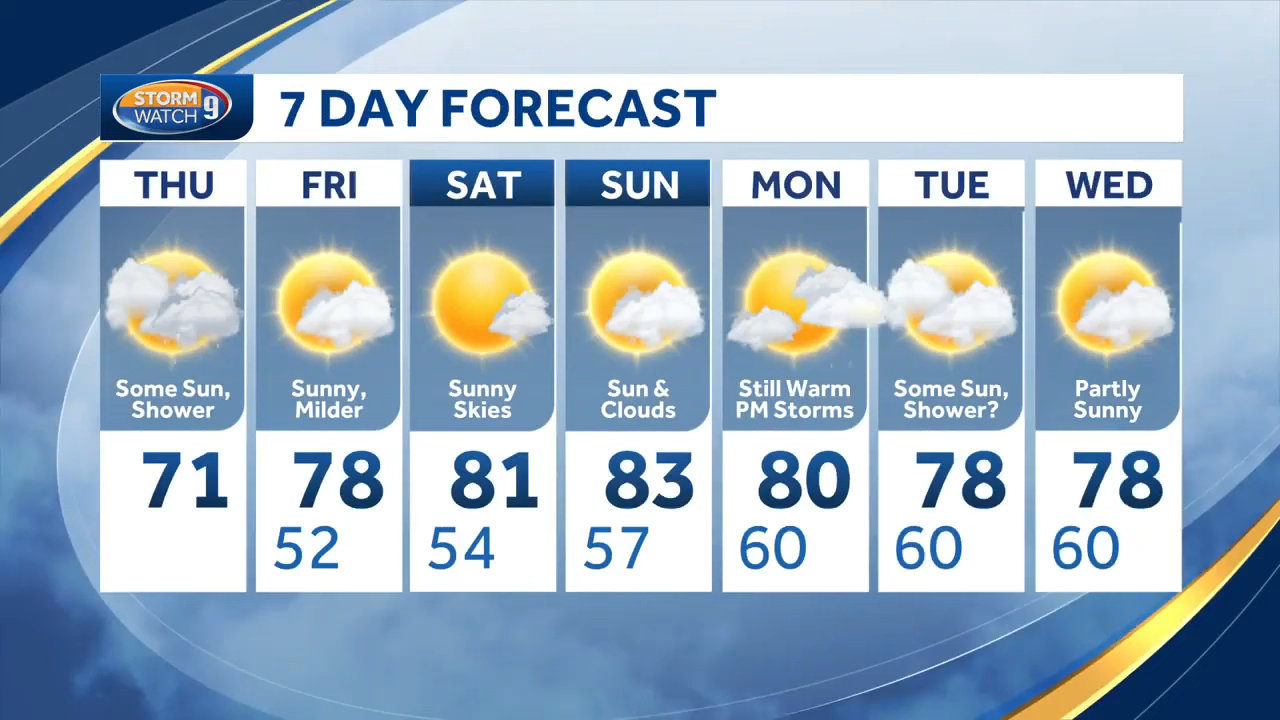 STORM
WATCH 9
7 DAY FORECAST
THU
Some Sun,
Shower
71
FRI
Sunny,
Milder
78
52
SAT
Sunny
Skies
81
54
SUN
Sun &
Clouds
83
57
MON
Still Warm
PM Storms
80
60
TUE
Some Sun,
Shower?
78
60
WED
Partly
Sunny
78
60